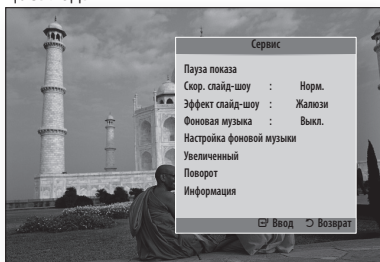 Сервис
Пауза показа
Скор. слайд-шоу : Норм.
Эффект слайд-шоу : Жалюзи
Фоновая музыка : Выкл.
Настройка фоновой музыки
Увеличенный
Поворот
Информация
Ввод Возврат